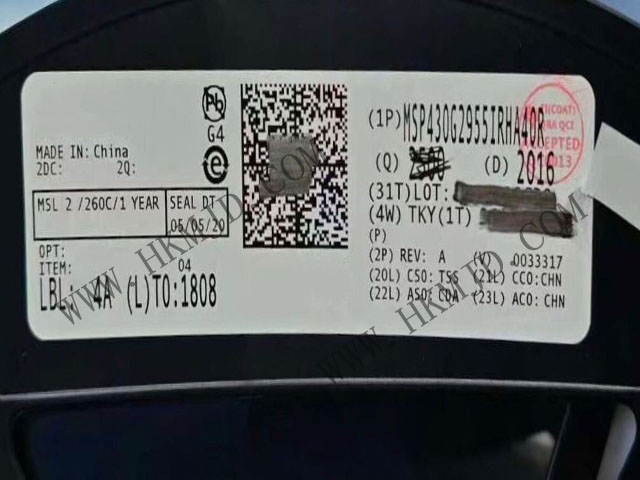 Pb
G4
e
MADE IN: China
2DC: 2Q:
MSL 2 /260C/1 YEAR
SEAL DT
05/05/20
OPT:
ITEM: 04
LBL: 4A (L)TO:1808
(1P)MSP430G2955IRHA40R
(Q) (D) 2016
(31T)LOT:
(4W) TKY(1T)
(P)
(2P) REV: A (V) 0033317
(20L) CSO: TSS (21L) CCO:CHN
(22L) ASO: CDA (23L) ACO: CHN
QCI
WWW.HKMJD.COM
WWW.HKMJD.COM